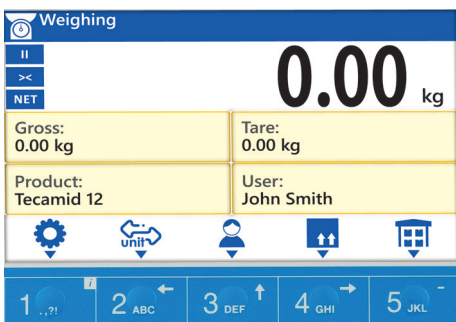 Weighing
0.00 kg
NET
Gross:
0.00 kg
Tare:
0.00 kg
Product:
Tecamid 12
User:
John Smith
unit
i
1 .,?!
2 ABC
3 DEF
4 GHI
5 JKL -